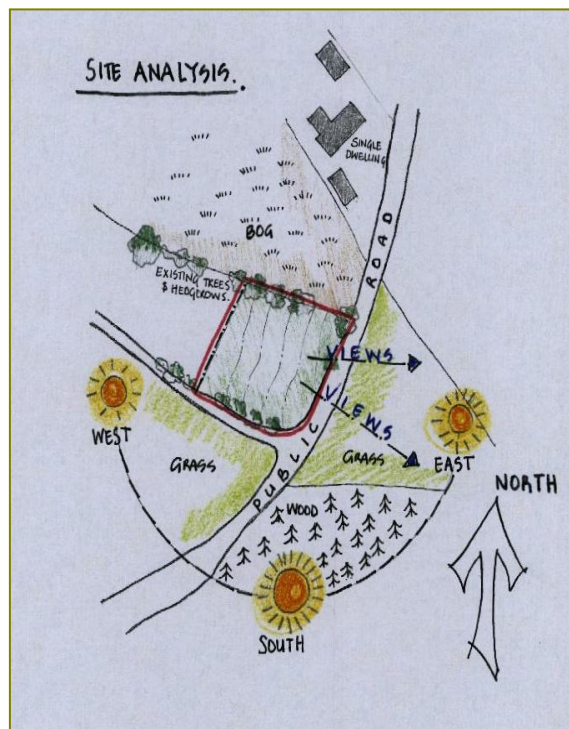 SITE ANALYSIS.
SINGLE
DWELLING
BOG
EXISTING TREES
& HEDGEROWS.
PUBLIC ROAD
VIEWS
VIEWS
WEST
GRASS
GRASS
EAST
NORTH
WOOD
SOUTH